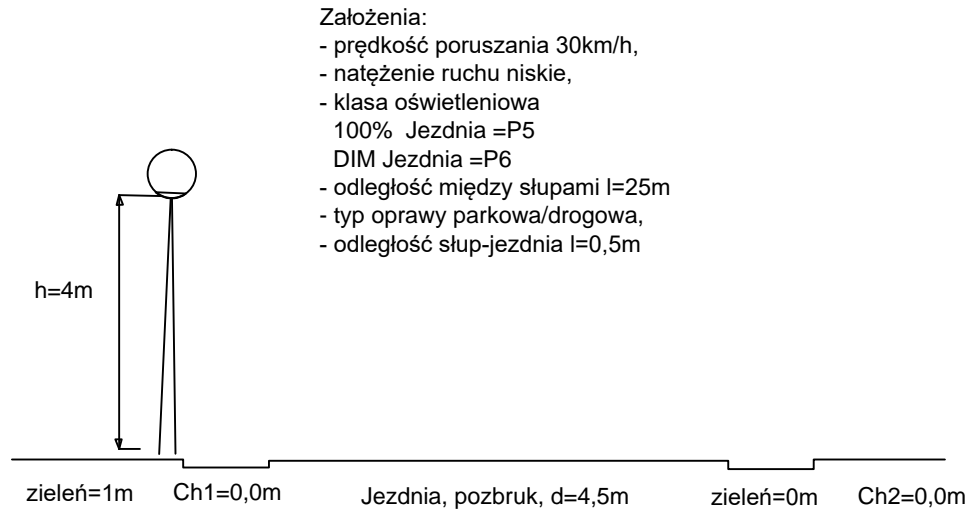 Założenia:
- prędkość poruszania 30km/h,
- natężenie ruchu niskie,
- klasa oświetleniowa
100% Jezdnia =P5
DIM Jezdnia =P6
- odległość między słupami l=25m
- typ oprawy parkowa/drogowa,
- odległość słup-jezdnia l=0,5m
h=4m
zieleń=1m Ch1=0,0m Jezdnia, pozbruk, d=4,5m zieleń=0m Ch2=0,0m